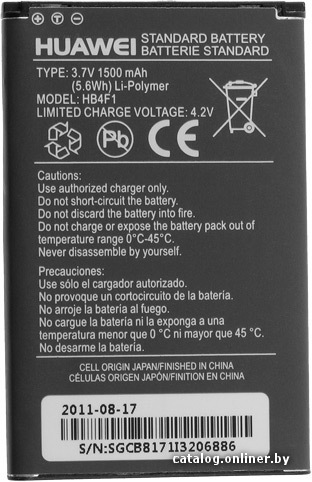 HUAWEI STANDARD BATTERY
BATTERIE STANDARD
TYPE: 3.7V 1500 mAh
(5.6Wh) Li-Polymer
MODEL: HB4F1
LIMITED CHARGE VOLTAGE: 4.2V
Pb
Cautions:
Use authorized charger only.
Do not short-circuit the battery.
Do not discard the battery into fire.
Do not charge or expose the battery pack out of
temperature range 0°C-45°C.
Never disassemble by yourself.
Precauciones:
Use sólo el cargador autorizado.
No provoque un cortocircuito de la batería.
No arroje la batería al fuego.
No cargue la batería ni la exponga a una
temperatura menor que 0 °C ni mayor que 45 °C.
No desarme la batería.
CELL ORIGIN JAPAN/FINISHED IN CHINA
CÉLULAS ORIGEN JAPÓN/FINITION EN CHINA
2011-08-17
S/N:SGCB8171I3206886
catalog.onliner.by